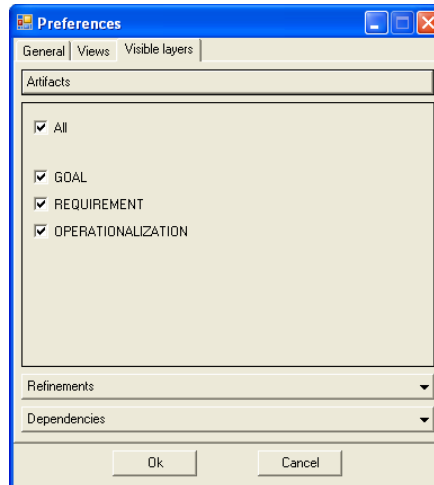 Preferences
General Views Visible layers
Artifacts
All
GOAL
REQUIREMENT
OPERATIONALIZATION
Refinements
Dependencies
Ok Cancel